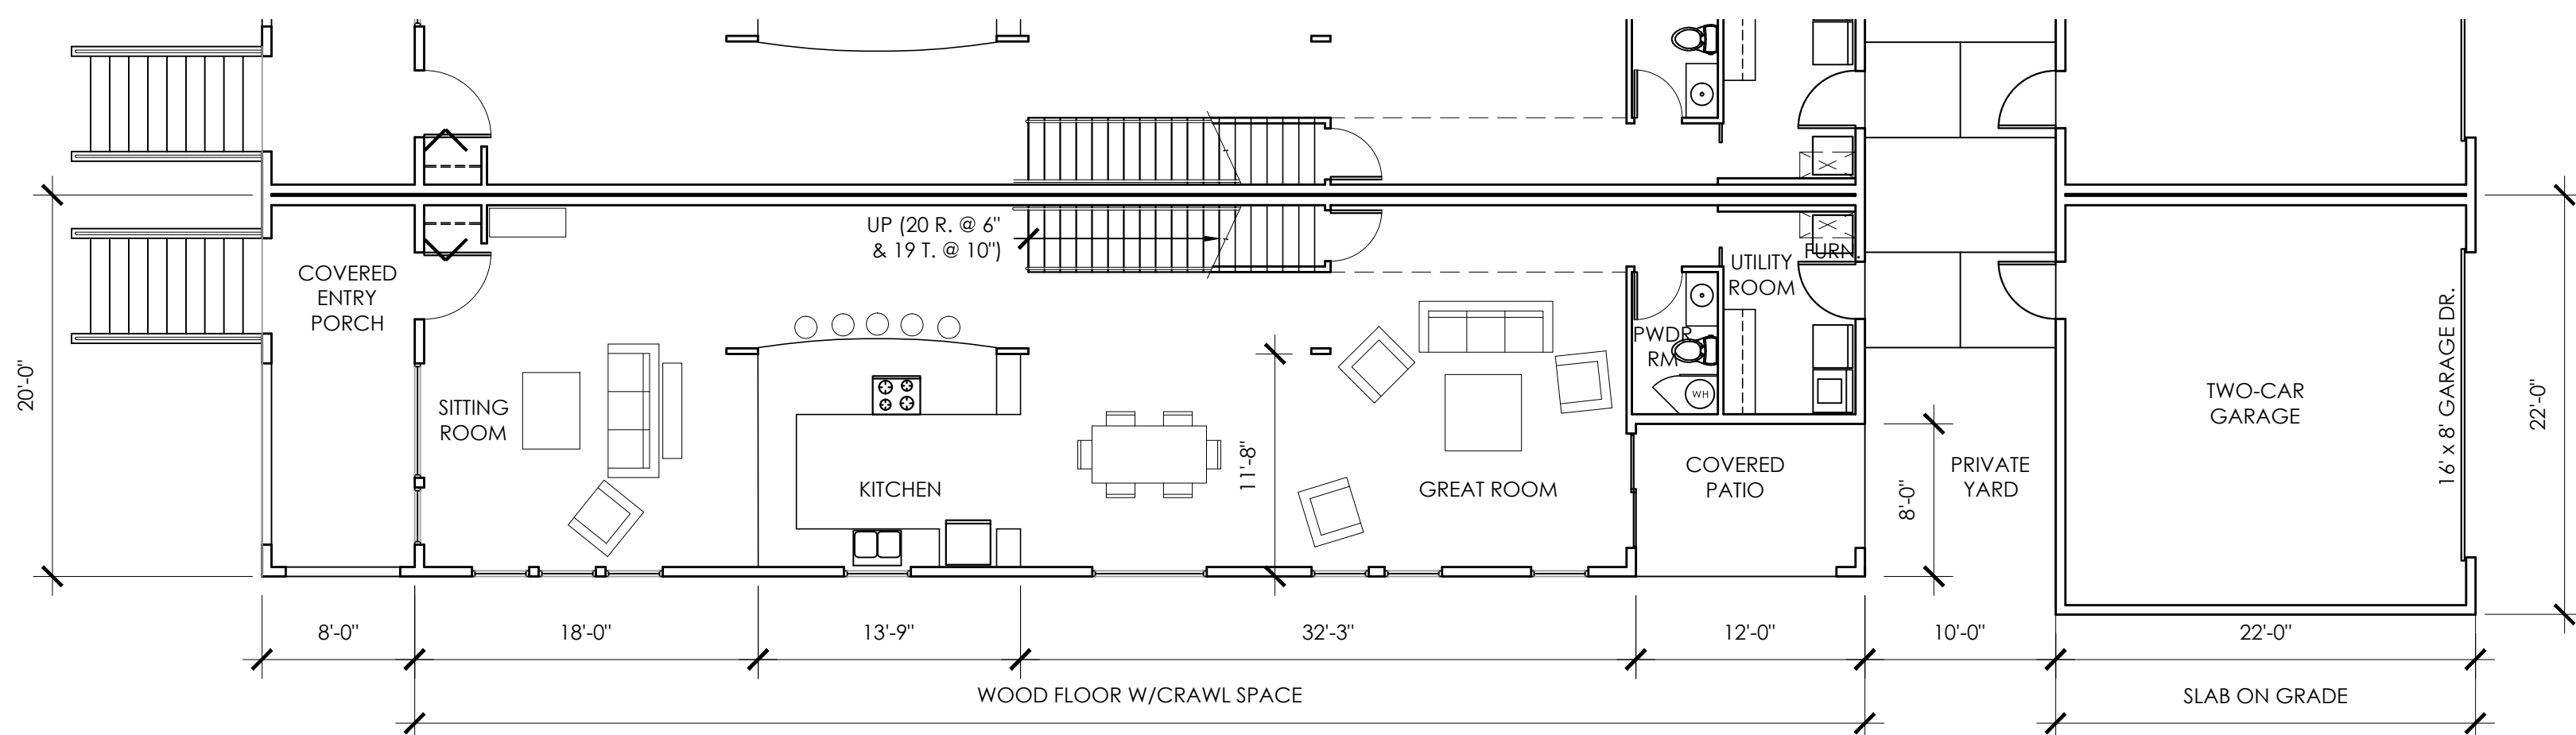 UP (20 R. @ 6"
& 19 T. @ 10")
COVERED
ENTRY
PORCH
FURN.
UTILITY
ROOM
PWDR
RM
WH
20'-0"
SITTING
ROOM
KITCHEN
11'-8"
GREAT ROOM
COVERED
PATIO
8'-0"
PRIVATE
YARD
TWO-CAR
GARAGE
16' x 8' GARAGE DR.
22'-0"
8'-0"
18'-0"
13'-9"
32'-3"
12'-0"
10'-0"
22'-0"
WOOD FLOOR W/CRAWL SPACE
SLAB ON GRADE